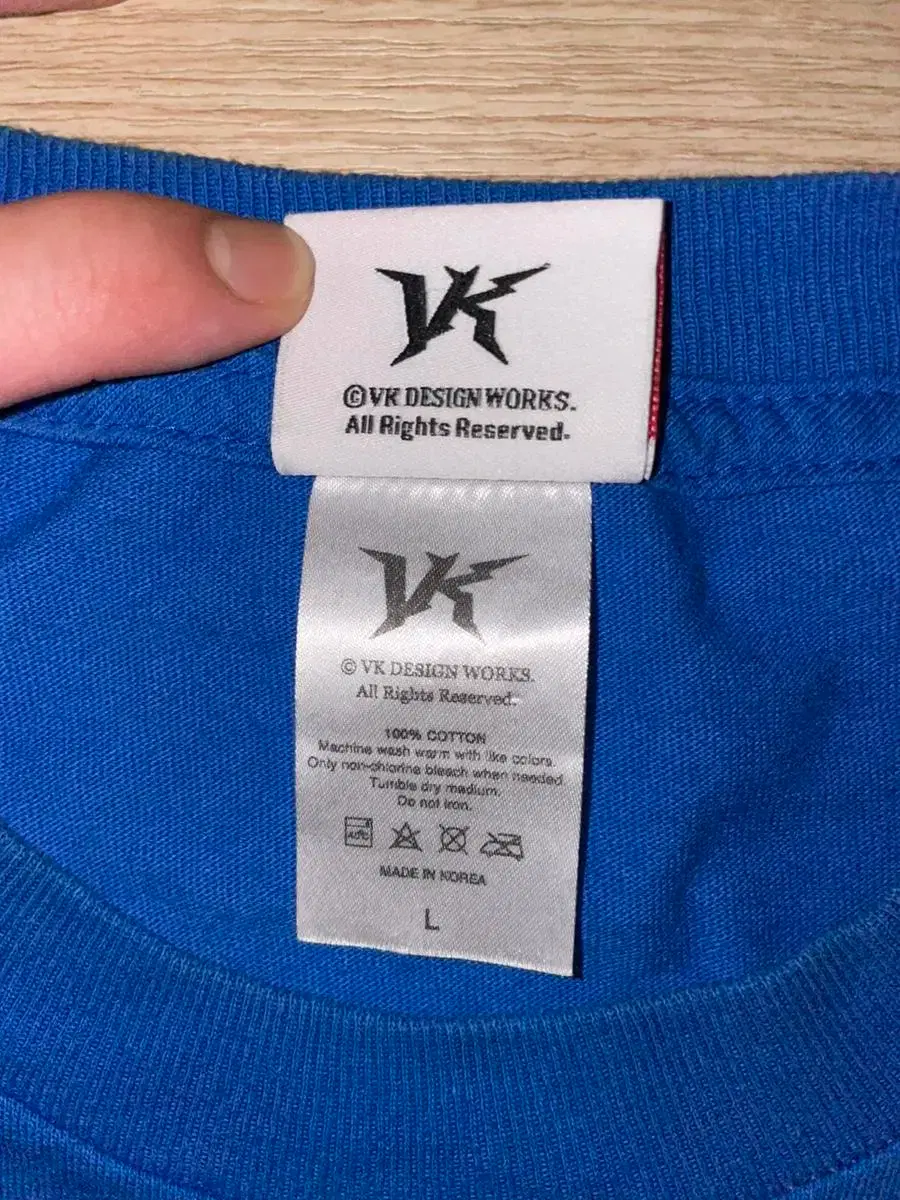 VK
© VK DESIGN WORKS.
All Rights Reserved.
VK
© VK DESIGN WORKS.
All Rights Reserved.
100% COTTON
Machine wash warm with like colors.
Only non-chlorine bleach when needed.
Tumble dry medium.
Do not iron.
40℃
MADE IN KOREA
L